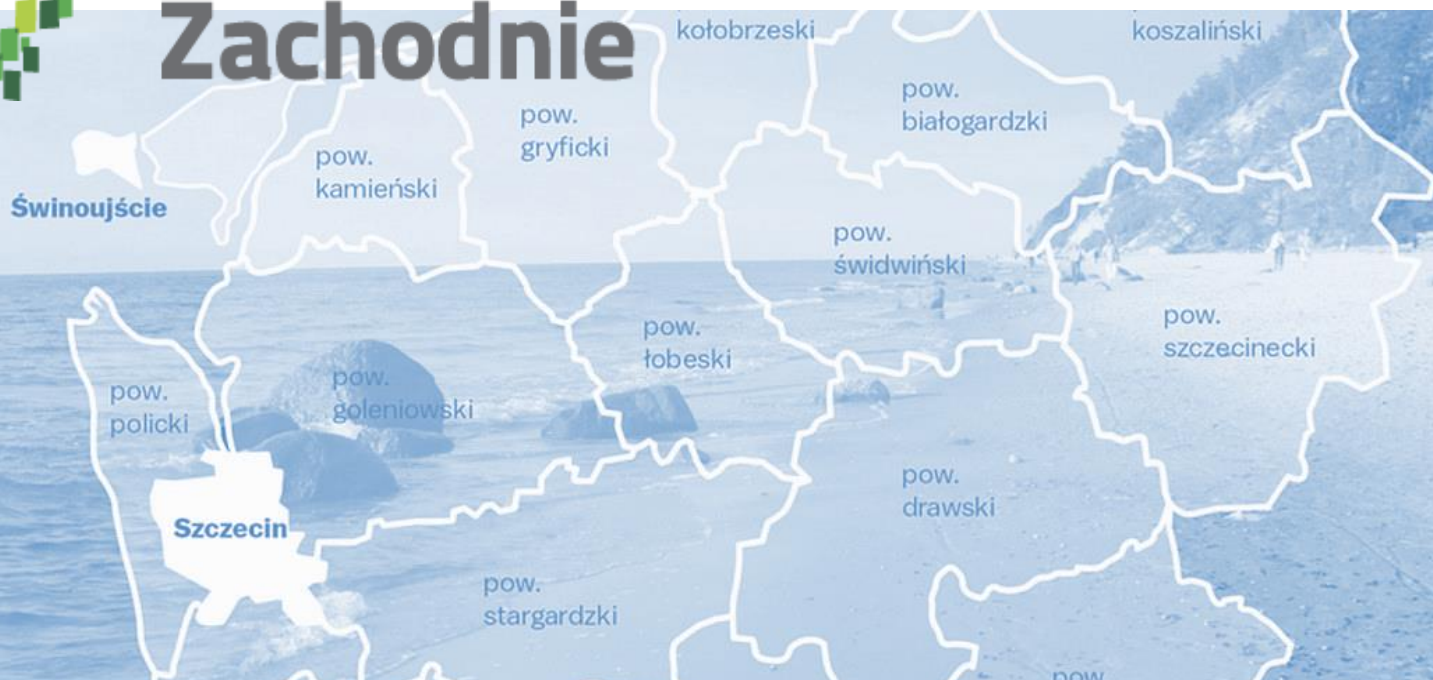 Zachodnie
kołobrzeski
koszaliński
pow.
białogardzki
pow.
gryficki
pow.
kamieński
Świnoujście
pow.
świdwiński
pow.
szczecinecki
pow.
łobeski
pow.
goleniowski
pow.
policki
pow.
drawski
Szczecin
pow.
stargardzki
pow.